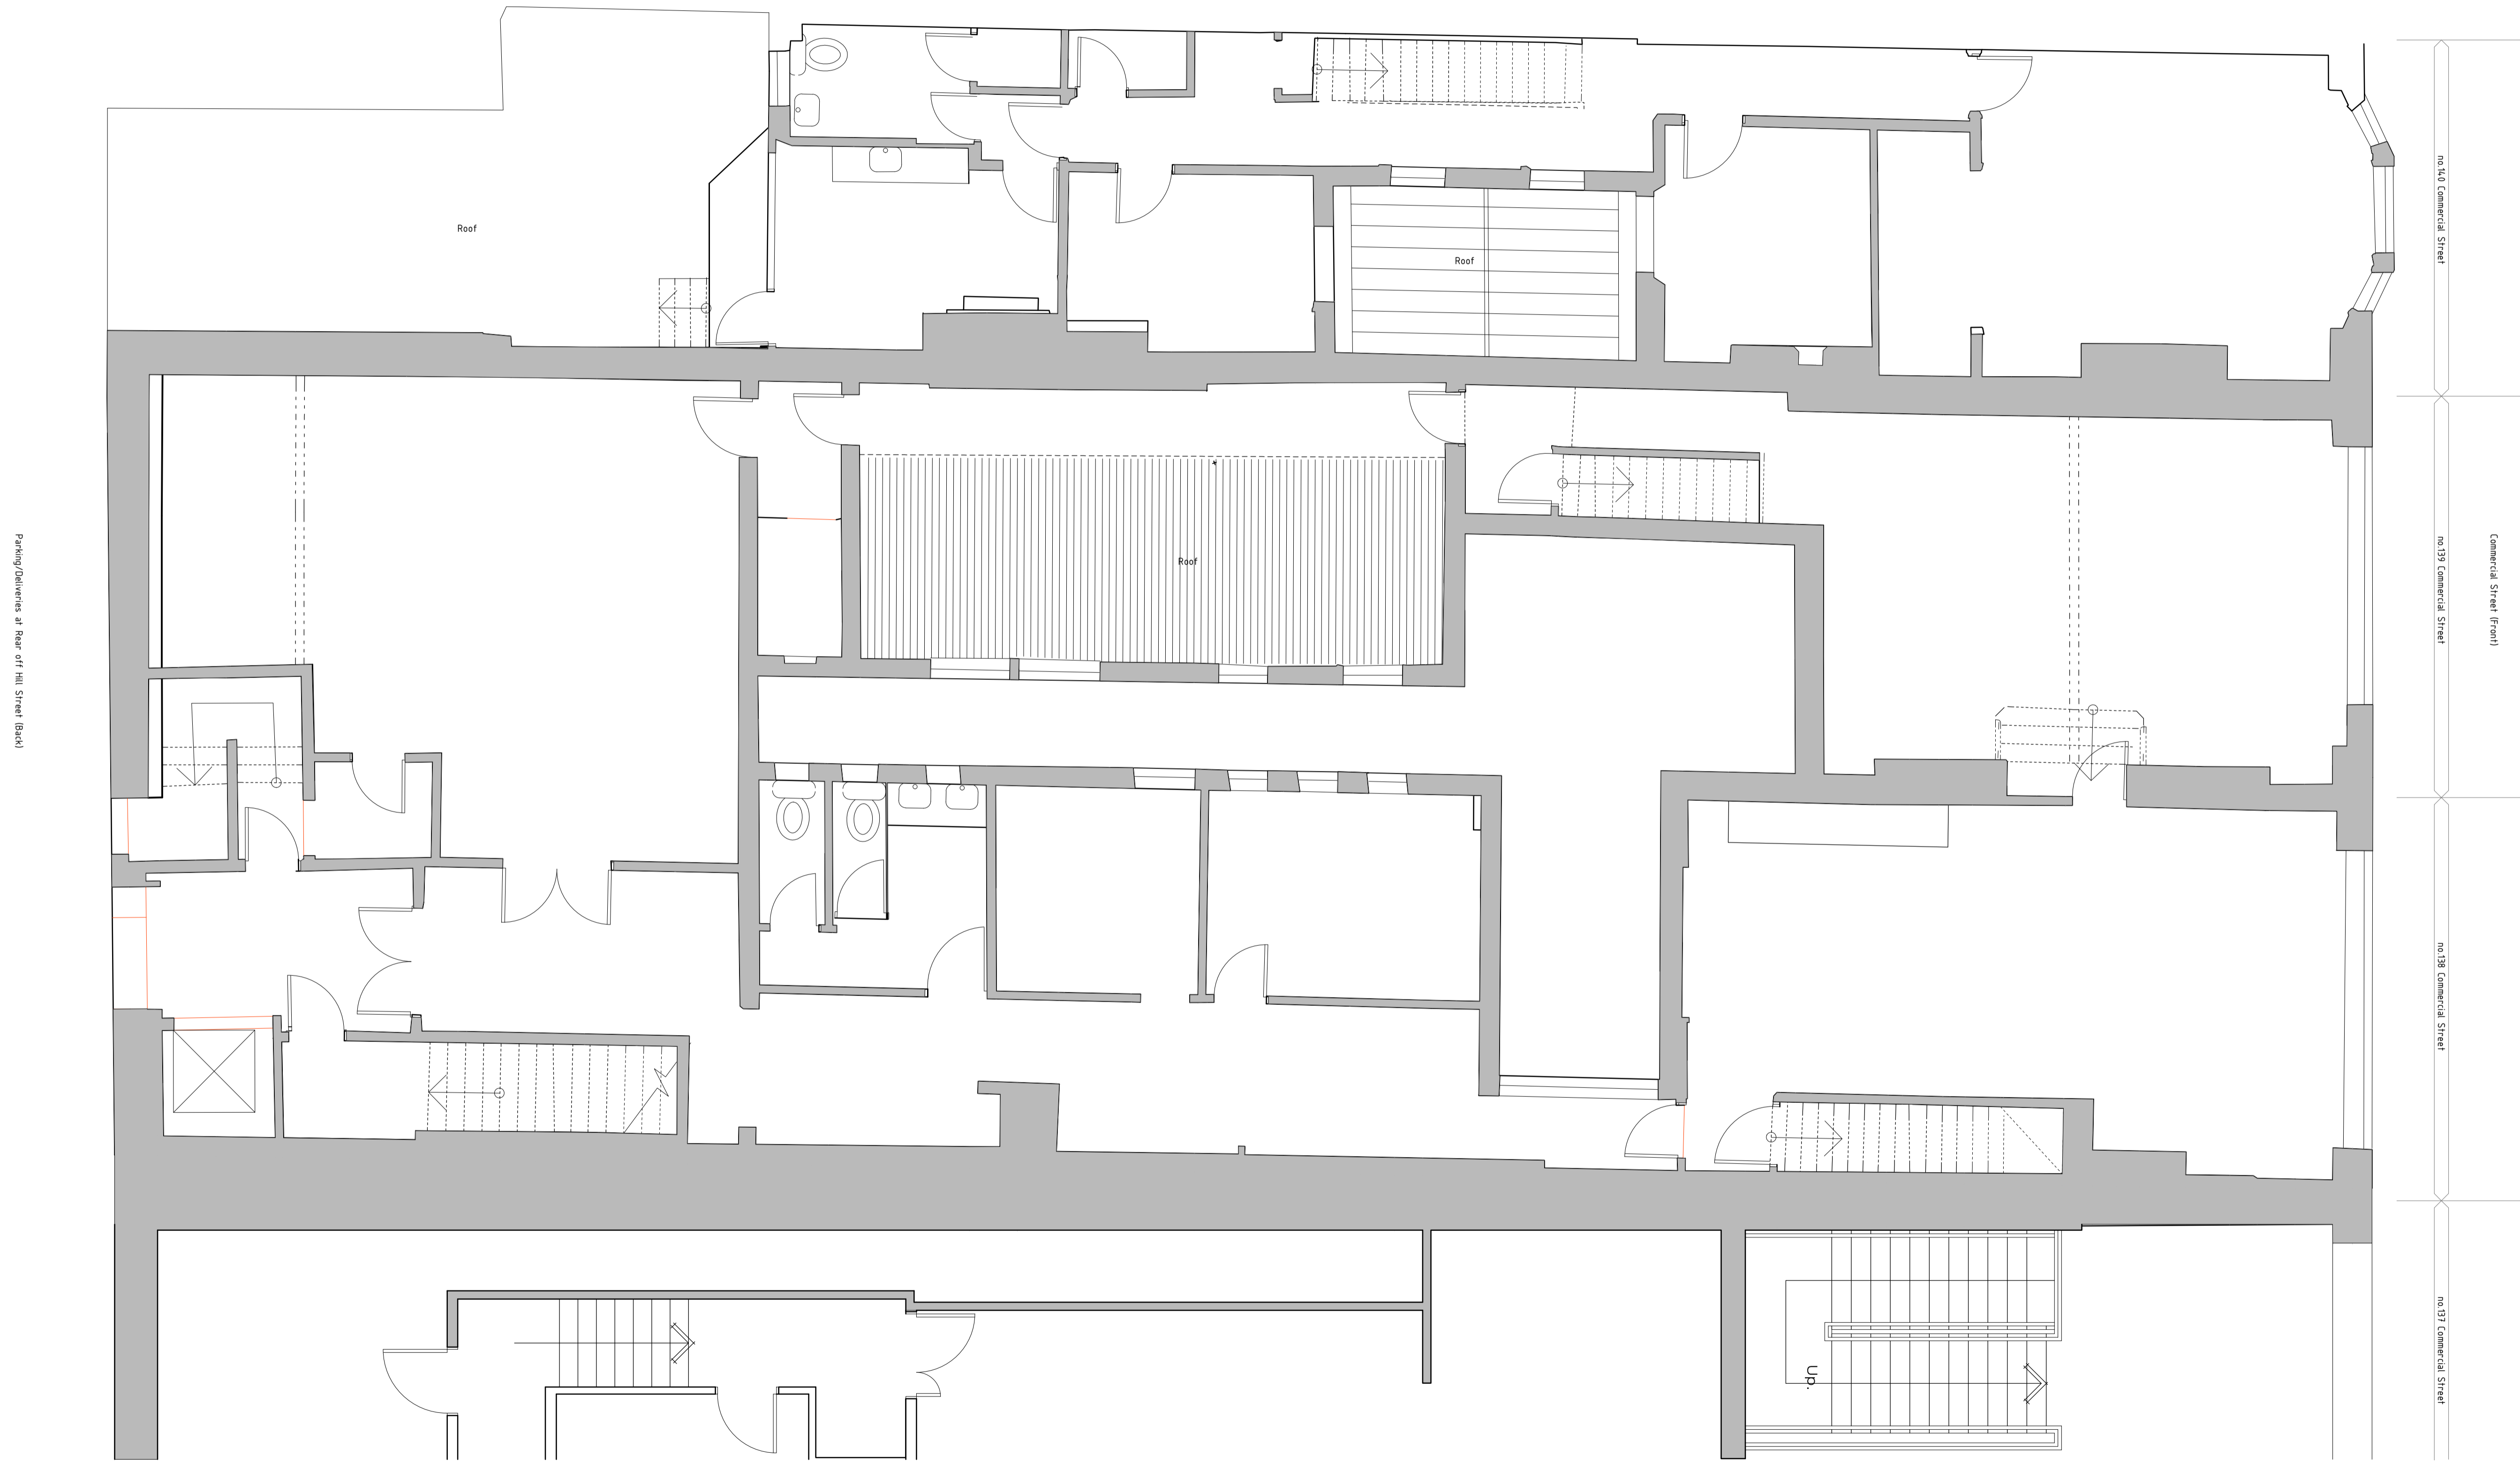 Roof
Roof
Roof
Up.
Parking/Deliveries at Rear off Hill Street (Back)
no.140 Commercial Street
no.139 Commercial Street
no.138 Commercial Street
no.137 Commercial Street
Commercial Street (Front)